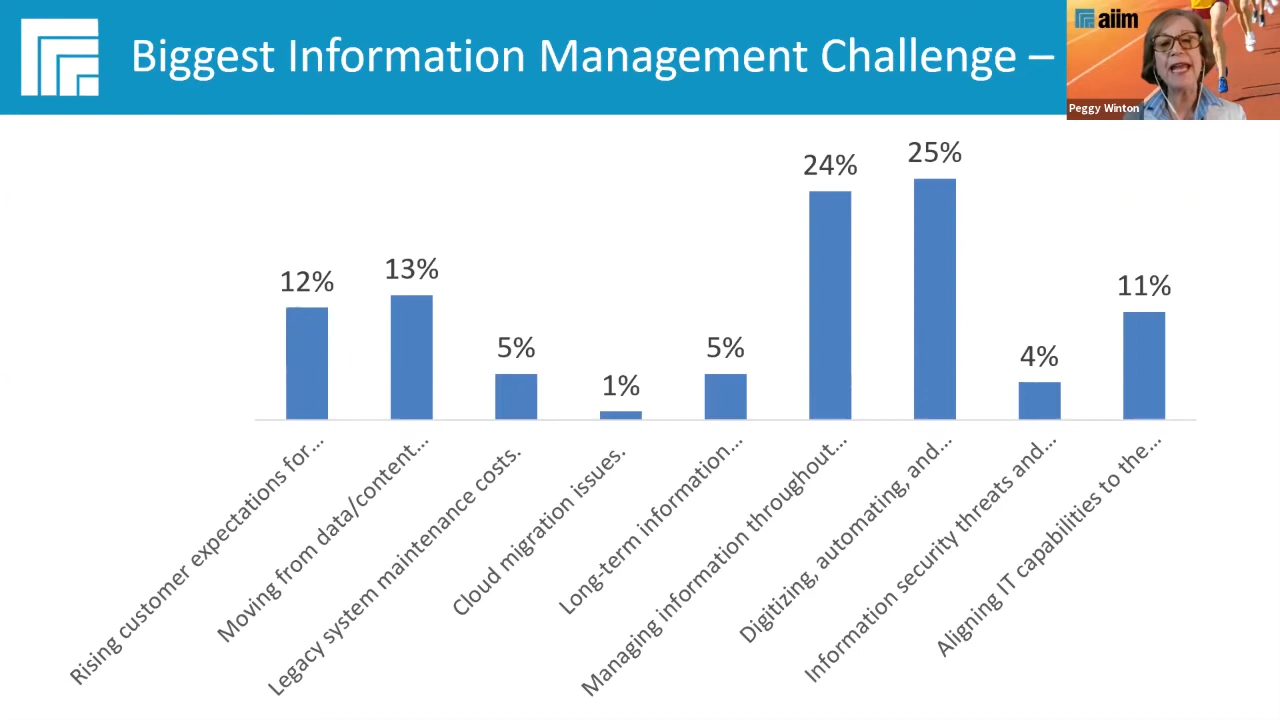 Biggest Information Management Challenge –
aiim
Peggy Winton
12%
13%
5%
1%
5%
24%
25%
4%
11%
Rising customer expectations for...
Moving from data/content...
Legacy system maintenance costs.
Cloud migration issues.
Long-term information...
Managing information throughout...
Digitizing, automating, and...
Information security threats and...
Aligning IT capabilities to the...